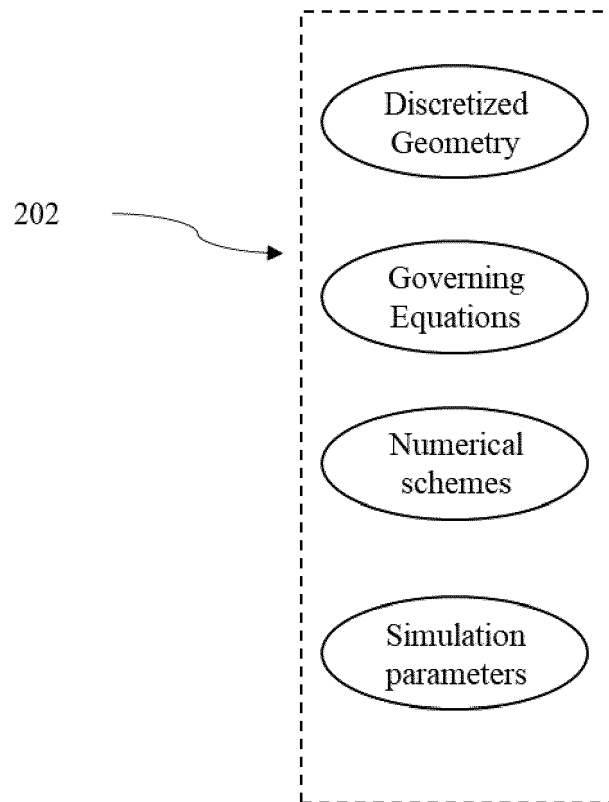 Discretized
Geometry
202
Governing
Equations
Numerical
schemes
Simulation
parameters